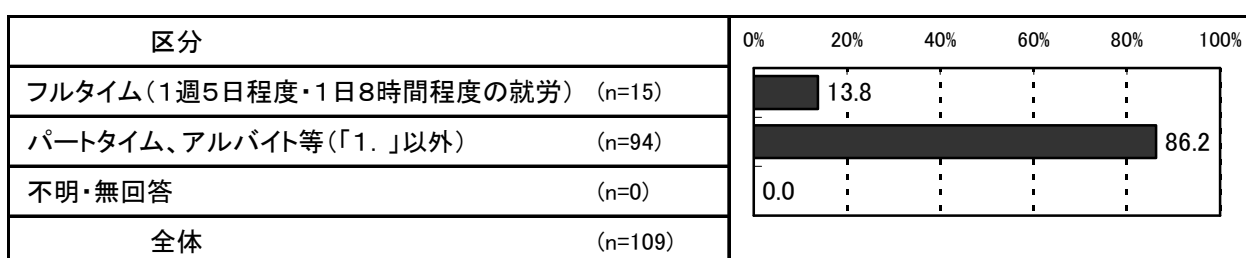 区分 0% 20% 40% 60% 80% 100%
フルタイム（１週５日程度・１日８時間程度の就労） (n=15) 13.8
パートタイム、アルバイト等（「１．」以外） (n=94) 86.2
不明・無回答 (n=0) 0.0
全体 (n=109)